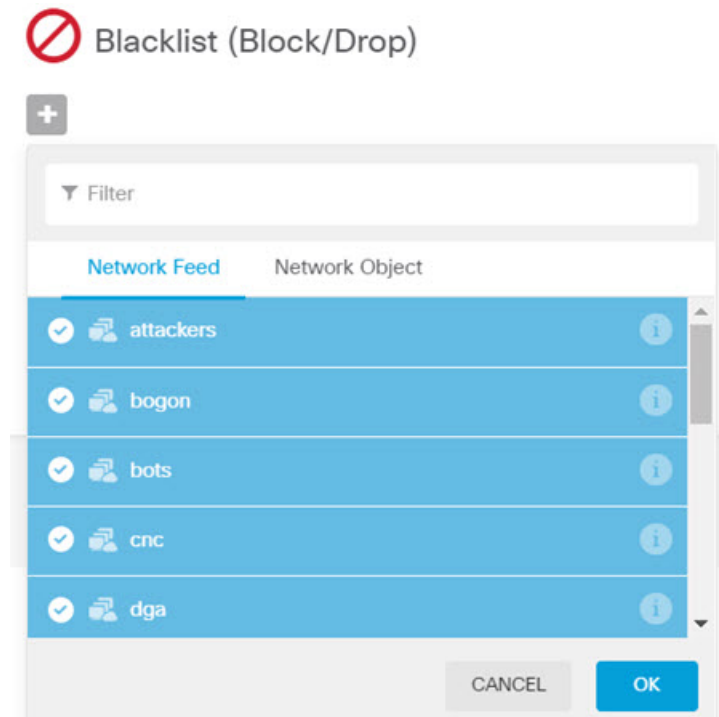 Blacklist (Block/Drop)
Filter
Network Feed Network Object
attackers
bogon
bots
cnc
dga
CANCEL OK